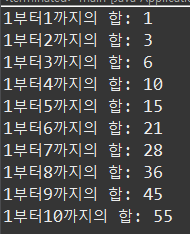 1부터1까지의 합: 1
1부터2까지의 합: 3
1부터3까지의 합: 6
1부터4까지의 합: 10
1부터5까지의 합: 15
1부터6까지의 합: 21
1부터7까지의 합: 28
1부터8까지의 합: 36
1부터9까지의 합: 45
1부터10까지의 합: 55